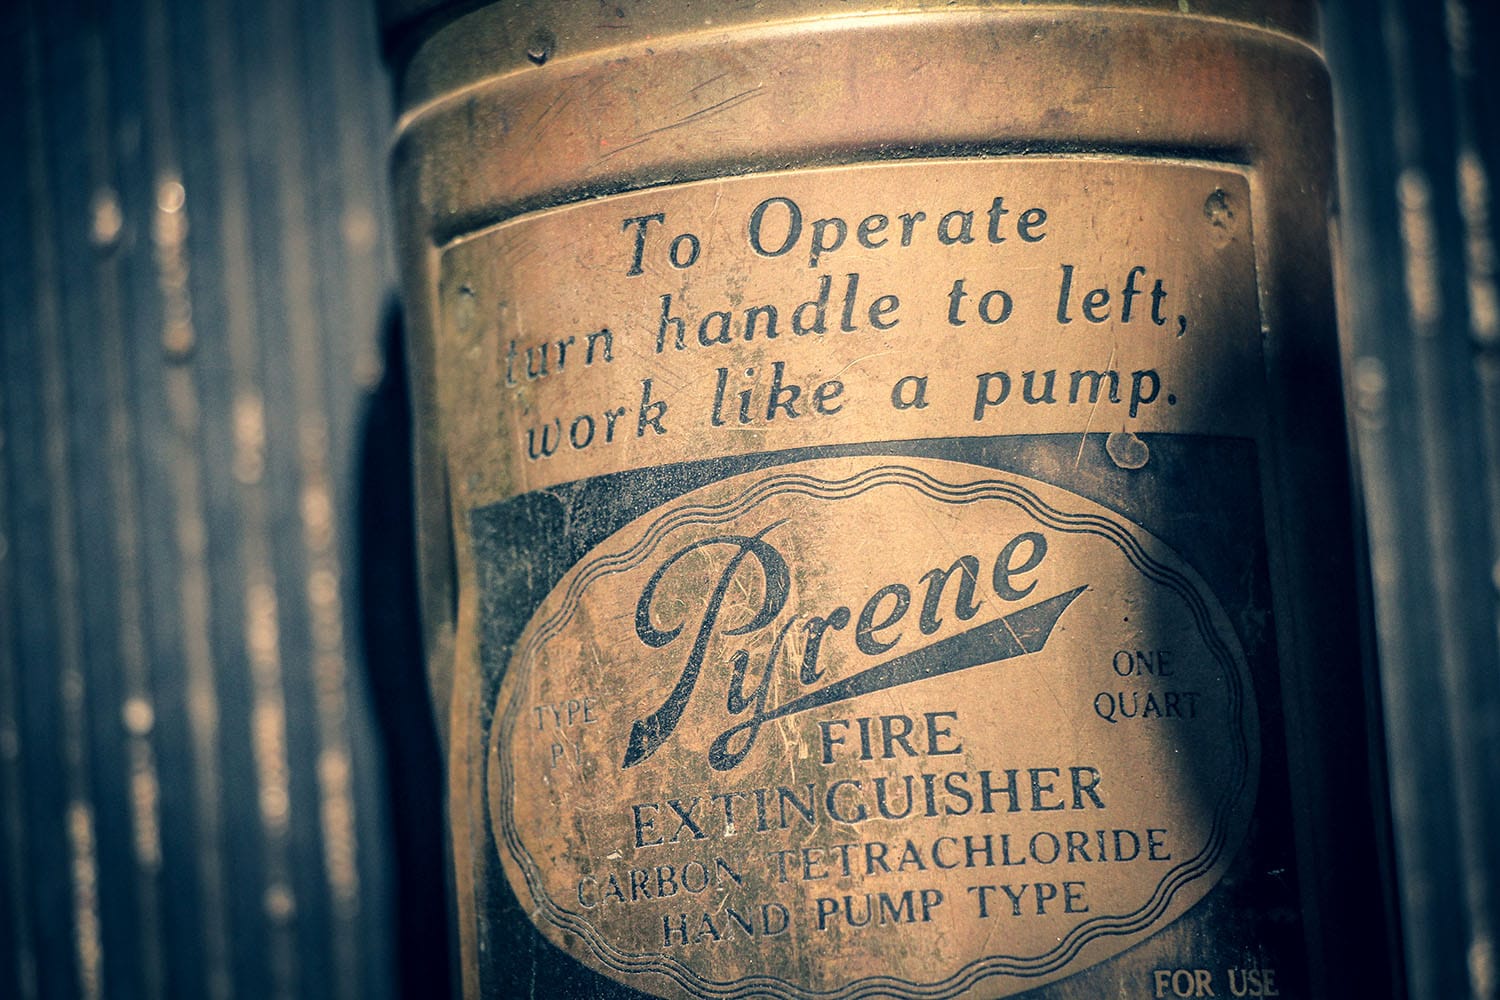 To Operate
turn handle to left,
work like a pump.
Pyrene
TYPE
ONE
QUART
FIRE
EXTINGUISHER
CARBON TETRACHLORIDE
HAND PUMP TYPE
FOR USE